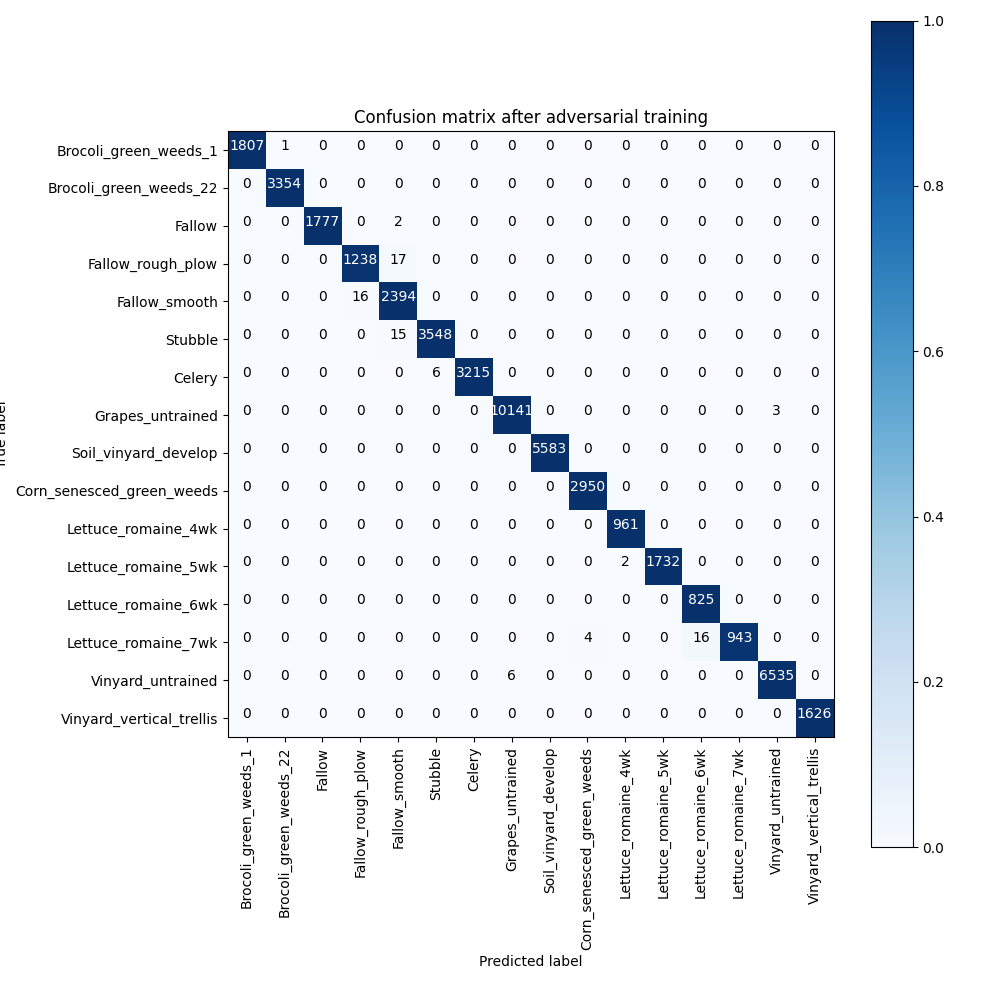 Confusion matrix after adversarial training
Brocoli_green_weeds_1 1807 1 0 0 0 0 0 0 0 0 0 0 0 0 0 0
Brocoli_green_weeds_22 0 3354 0 0 0 0 0 0 0 0 0 0 0 0 0 0
Fallow 0 0 1777 0 2 0 0 0 0 0 0 0 0 0 0 0
Fallow_rough_plow 0 0 0 1238 17 0 0 0 0 0 0 0 0 0 0 0
Fallow_smooth 0 0 0 16 2394 0 0 0 0 0 0 0 0 0 0 0
Stubble 0 0 0 0 15 3548 0 0 0 0 0 0 0 0 0 0
Celery 0 0 0 0 0 6 3215 0 0 0 0 0 0 0 0 0
Grapes_untrained 0 0 0 0 0 0 0 10141 0 0 0 0 0 0 3 0
Soil_vinyard_develop 0 0 0 0 0 0 0 0 5583 0 0 0 0 0 0 0
Corn_senesced_green_weeds 0 0 0 0 0 0 0 0 0 2950 0 0 0 0 0 0
Lettuce_romaine_4wk 0 0 0 0 0 0 0 0 0 0 961 0 0 0 0 0
Lettuce_romaine_5wk 0 0 0 0 0 0 0 0 0 0 2 1732 0 0 0 0
Lettuce_romaine_6wk 0 0 0 0 0 0 0 0 0 0 0 0 825 0 0 0
Lettuce_romaine_7wk 0 0 0 0 0 0 0 0 0 4 0 0 16 943 0 0
Vinyard_untrained 0 0 0 0 0 0 0 6 0 0 0 0 0 0 6535 0
Vinyard_vertical_trellis 0 0 0 0 0 0 0 0 0 0 0 0 0 0 0 1626
Brocoli_green_weeds_1
Brocoli_green_weeds_22
Fallow
Fallow_rough_plow
Fallow_smooth
Stubble
Celery
Grapes_untrained
Soil_vinyard_develop
Corn_senesced_green_weeds
Lettuce_romaine_4wk
Lettuce_romaine_5wk
Lettuce_romaine_6wk
Lettuce_romaine_7wk
Vinyard_untrained
Vinyard_vertical_trellis
Predicted label
1.0
0.8
0.6
0.4
0.2
0.0